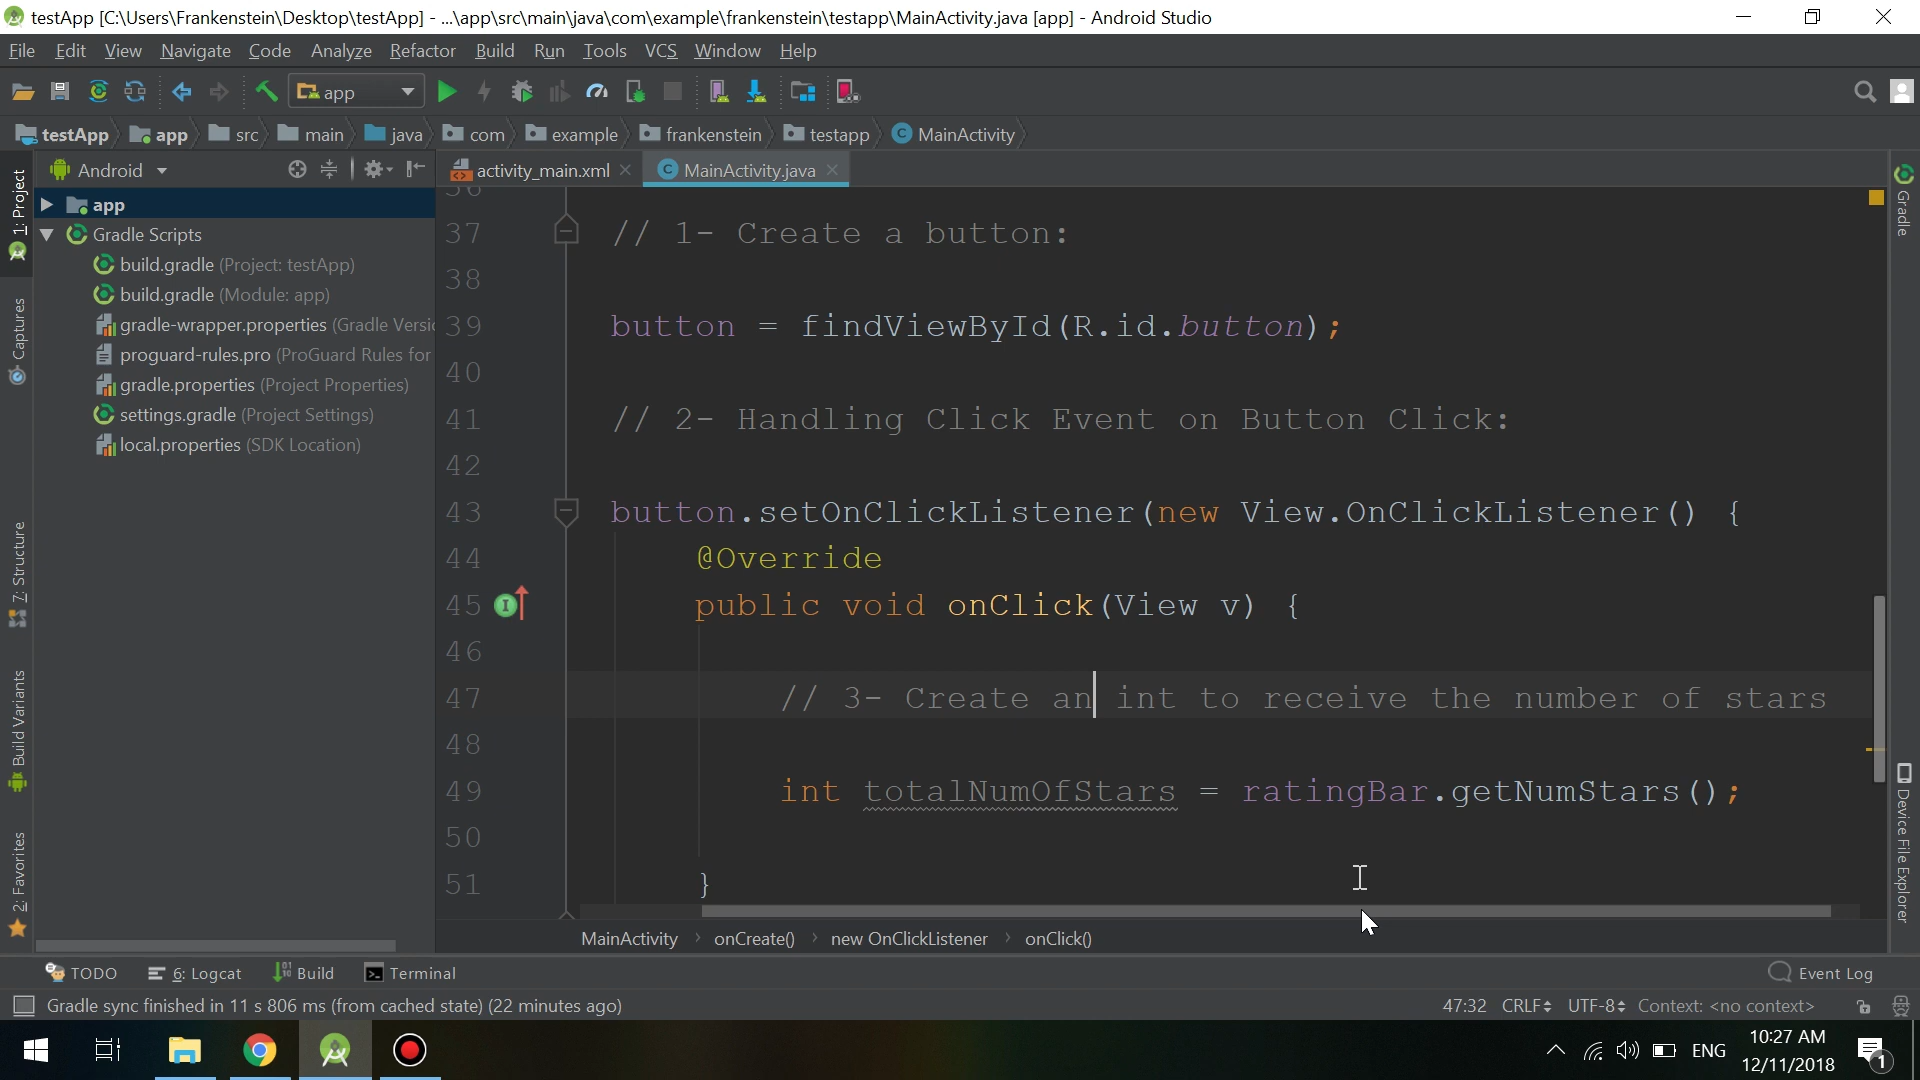 testApp [C:\Users\Frankenstein\Desktop\testApp] - ...\app\src\main\java\com\example\frankenstein\testapp\MainActivity.java [app] - Android Studio
File Edit View Navigate Code Analyze Refactor Build Run Tools VCS Window Help
app
testApp app src main java com example frankenstein testapp MainActivity
Android
activity_main.xml MainActivity.java
1: Project
Captures
7: Structure
Build Variants
2: Favorites
app
Gradle Scripts
build.gradle (Project: testApp)
build.gradle (Module: app)
gradle-wrapper.properties (Gradle Versi
proguard-rules.pro (ProGuard Rules for
gradle.properties (Project Properties)
settings.gradle (Project Settings)
local.properties (SDK Location)
36
37 // 1- Create a button:
38
39 button = findViewById(R.id.button);
40
41 // 2- Handling Click Event on Button Click:
42
43 button.setOnClickListener(new View.OnClickListener() {
44 @Override
45 public void onClick(View v) {
46
47 // 3- Create an int to receive the number of stars
48
49 int totalNumOfStars = ratingBar.getNumStars();
50
51 }
Gradle
Device File Explorer
MainActivity onCreate() new OnClickListener onClick()
TODO 6: Logcat Build Terminal Event Log
Gradle sync finished in 11 s 806 ms (from cached state) (22 minutes ago) 47:32 CRLF UTF-8 Context: <no context>
ENG 10:27 AM
12/11/2018
1